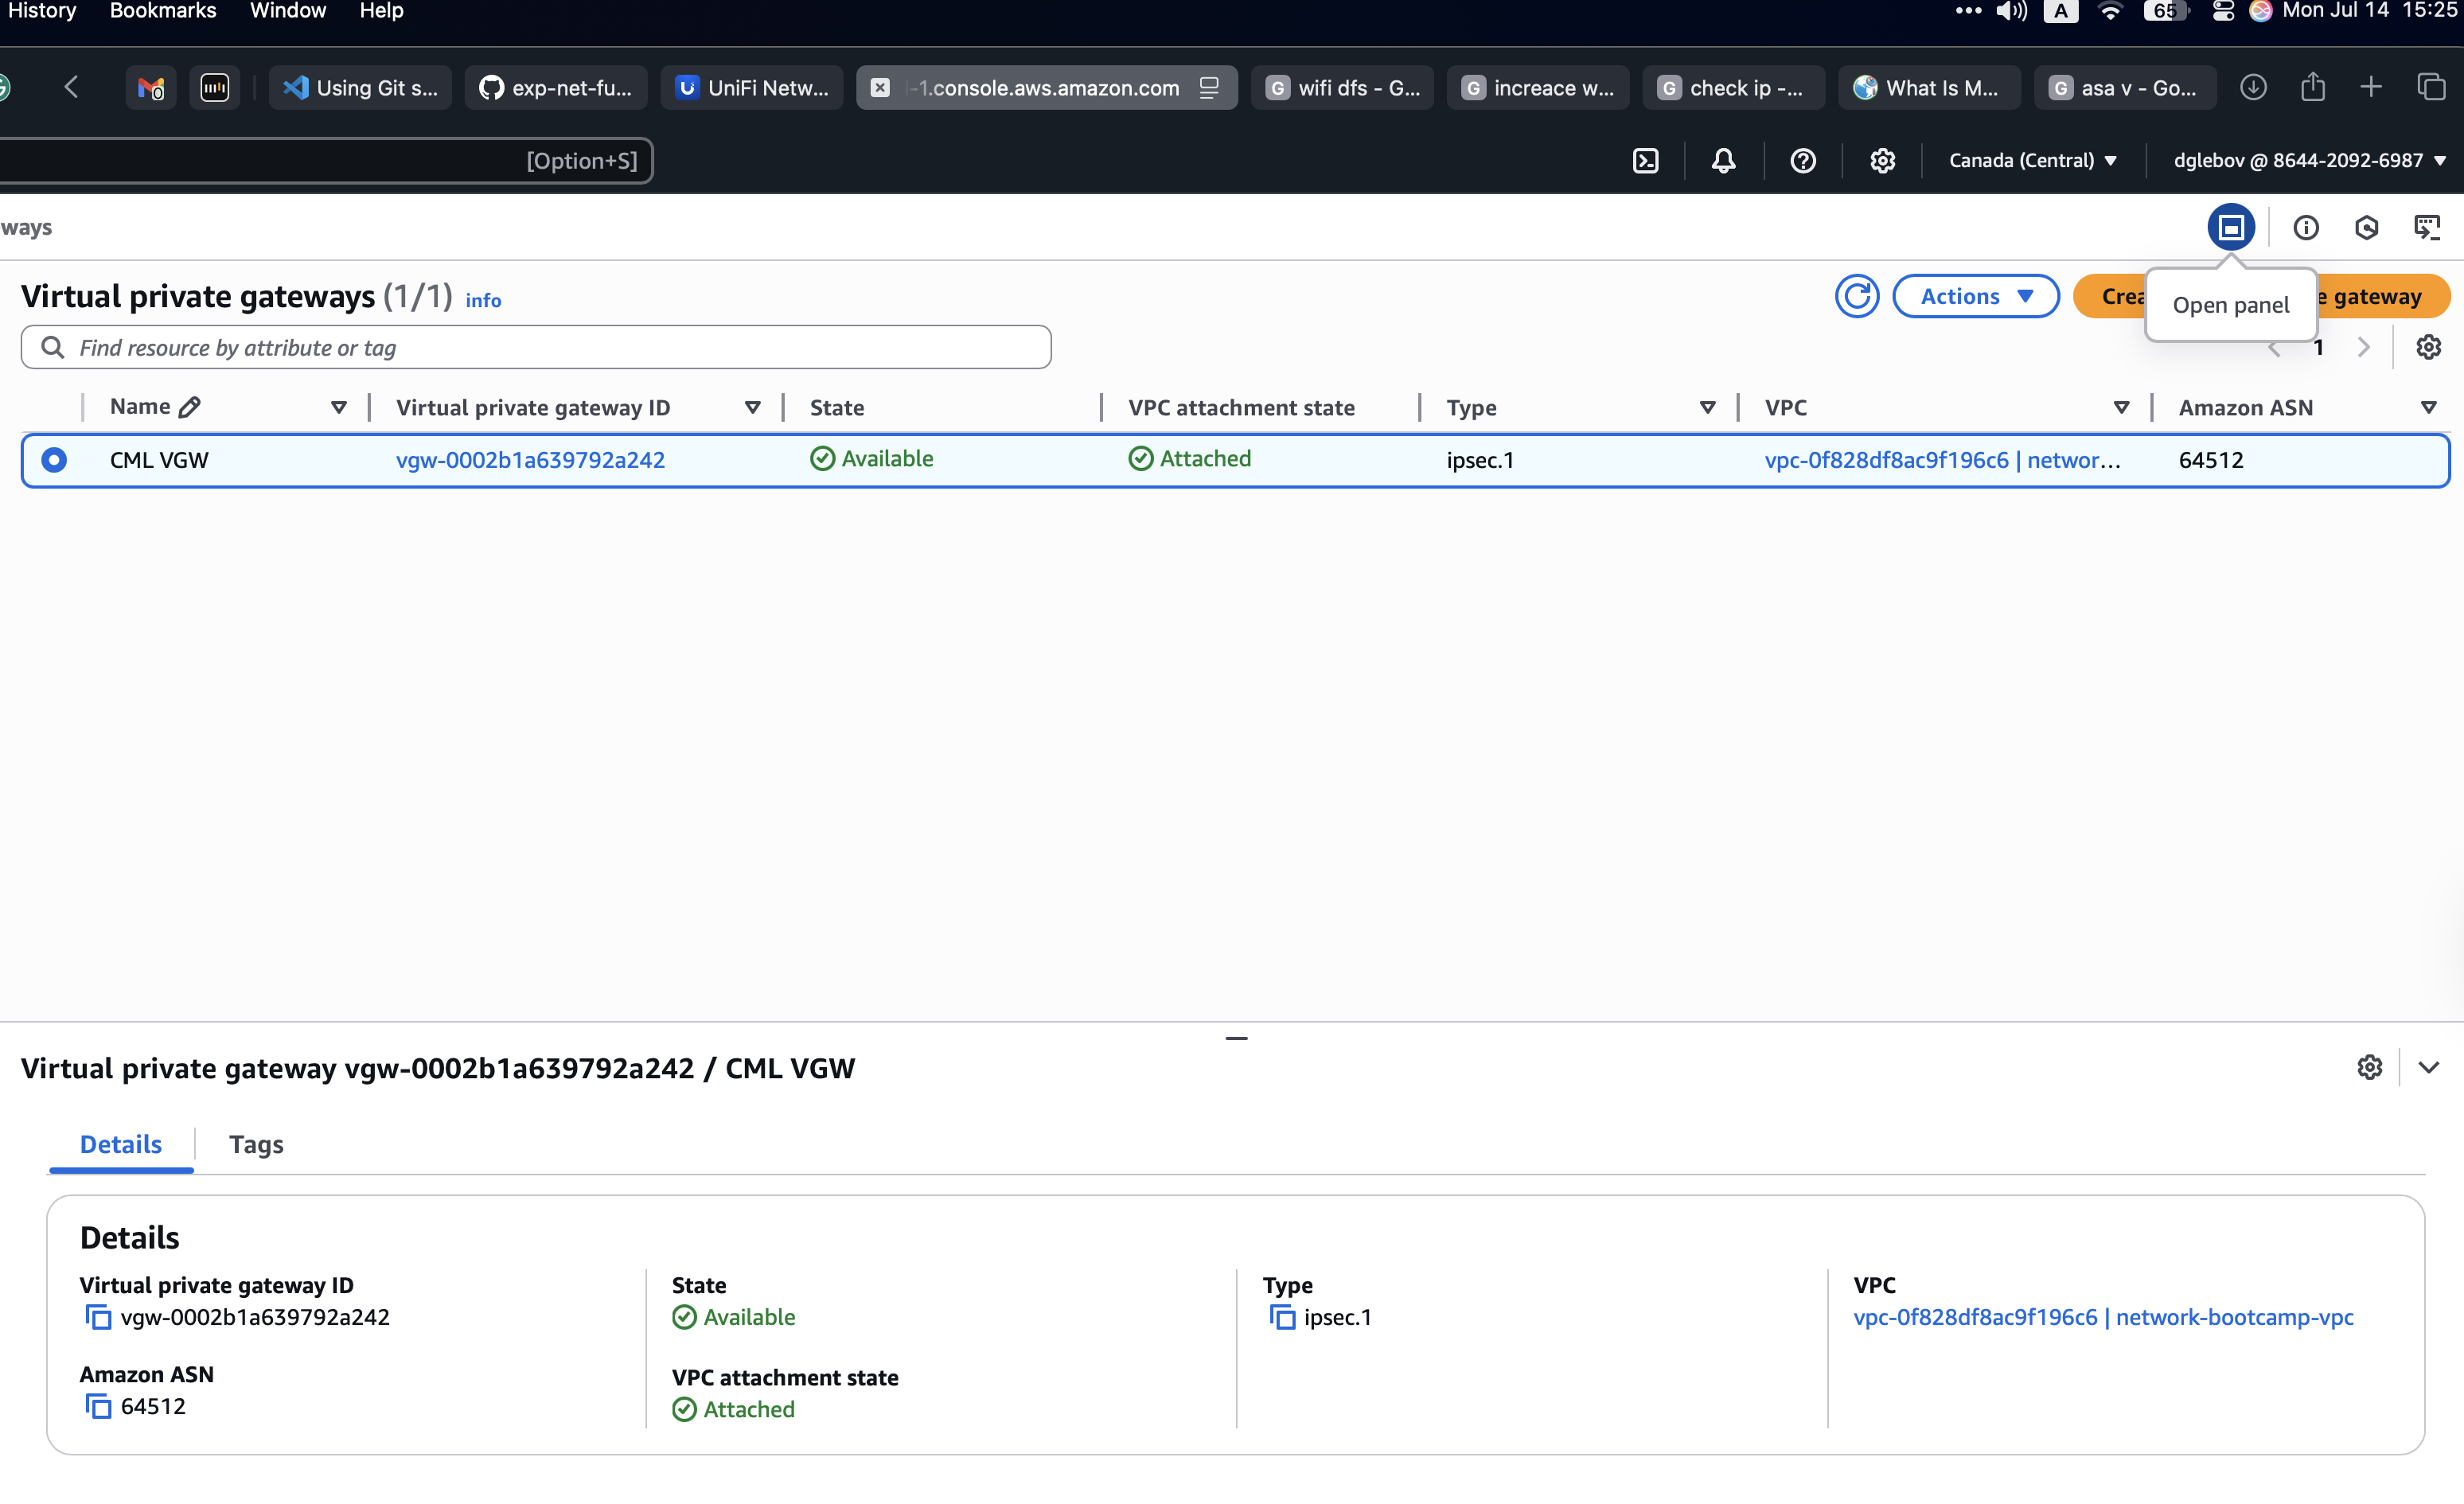 History Bookmarks Window Help A 65 Mon Jul 14 15:25
Using Git s... exp-net-fu... UiFi Netw... -1.console.aws.amazon.com G wifi dfs - G... G increace w... G check ip -... What Is M... G asa v - Go...
[Option+S] Canada (Central) dglebov @ 8644-2092-6987
ways
Open panel
Virtual private gateways (1/1) info Actions Crea e gateway
Find resource by attribute or tag 1
Name Virtual private gateway ID State VPC attachment state Type VPC Amazon ASN
CML VGW vgw-0002b1a639792a242 Available Attached ipsec.1 vpc-0f828df8ac9f196c6 | networ... 64512
Virtual private gateway vgw-0002b1a639792a242 / CML VGW
Details Tags
Details
Virtual private gateway ID State Type VPC
vgw-0002b1a639792a242 Available ipsec.1 vpc-0f828df8ac9f196c6 | network-bootcamp-vpc
Amazon ASN VPC attachment state
64512 Attached